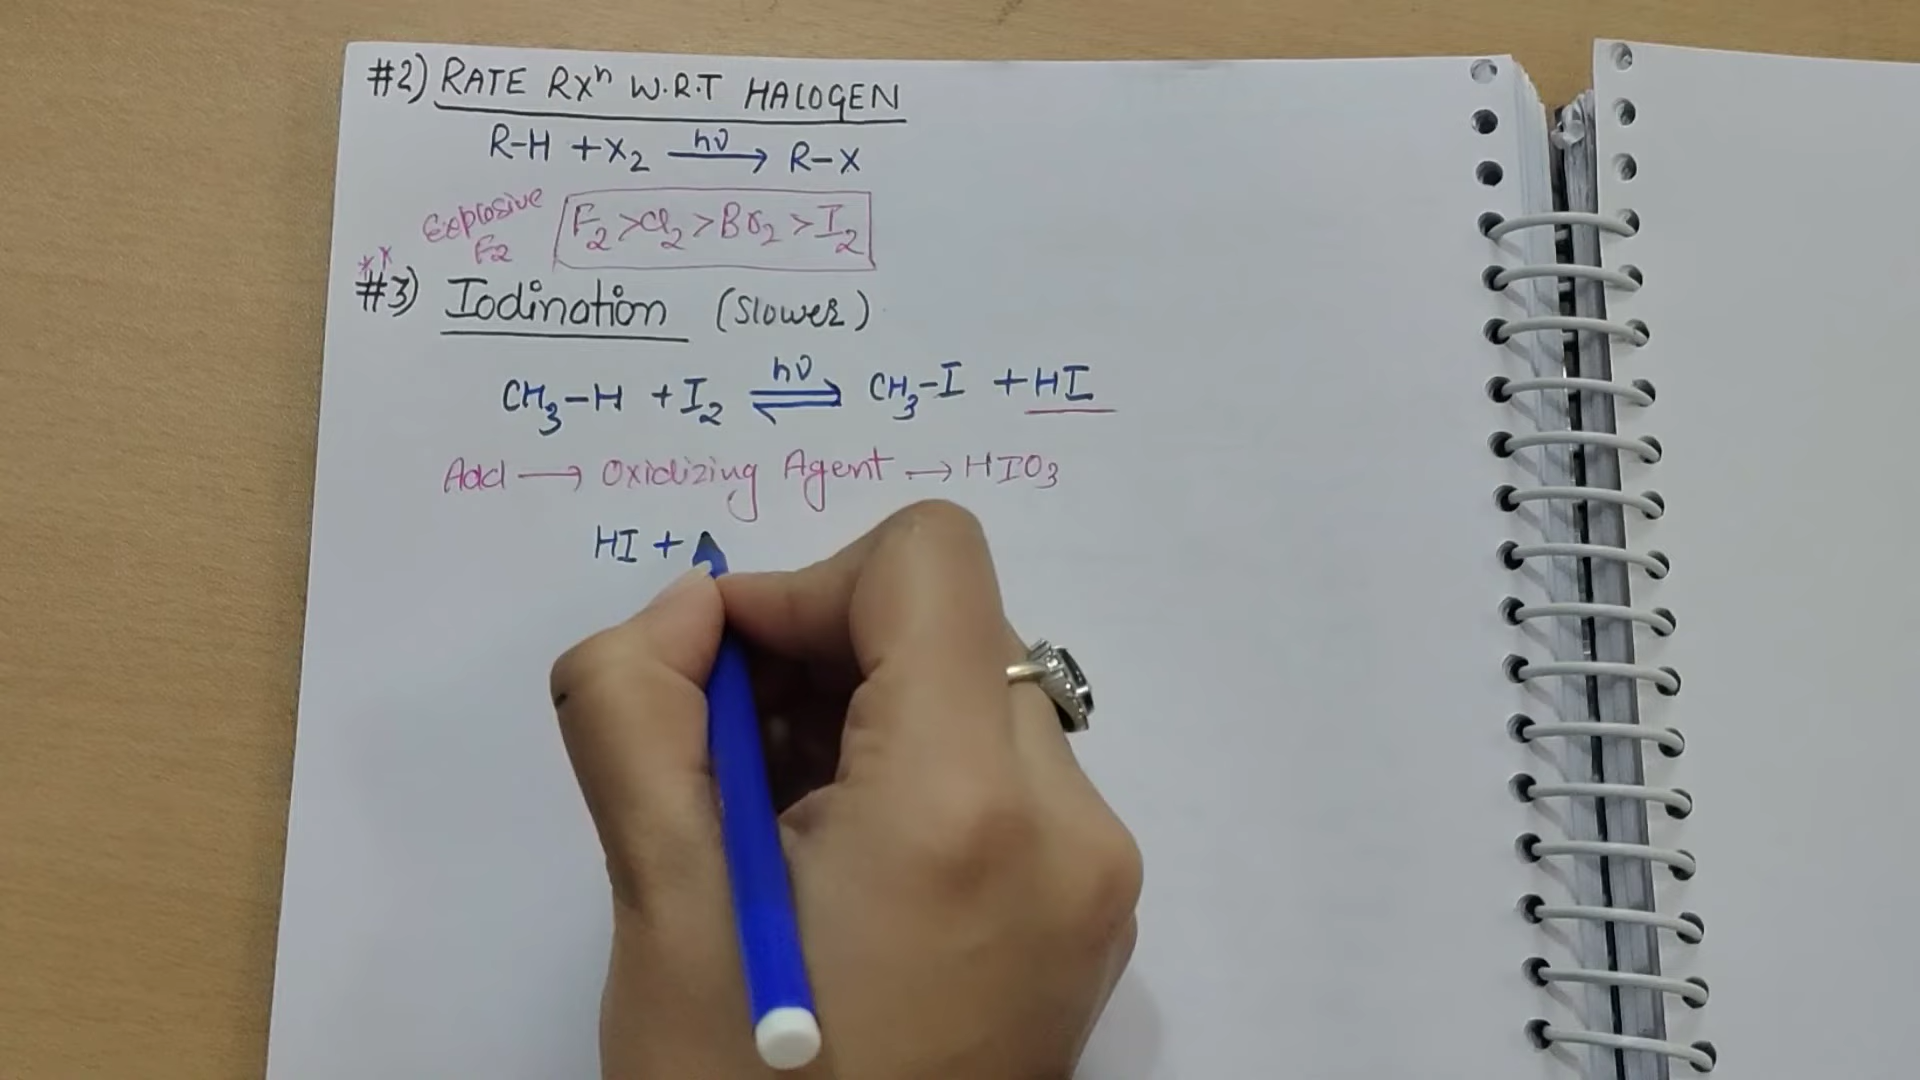 #2) RATE RXⁿ W.R.T HALOGEN
R-H + X₂ —hν→ R-X
Explosive F₂ F₂ > Cl₂ > Br₂ > I₂
**
#3) Iodination (Slower)
CH₃-H + I₂ ⇌ hν CH₃-I + HI
Add → Oxidizing Agent → HIO₃
HI +